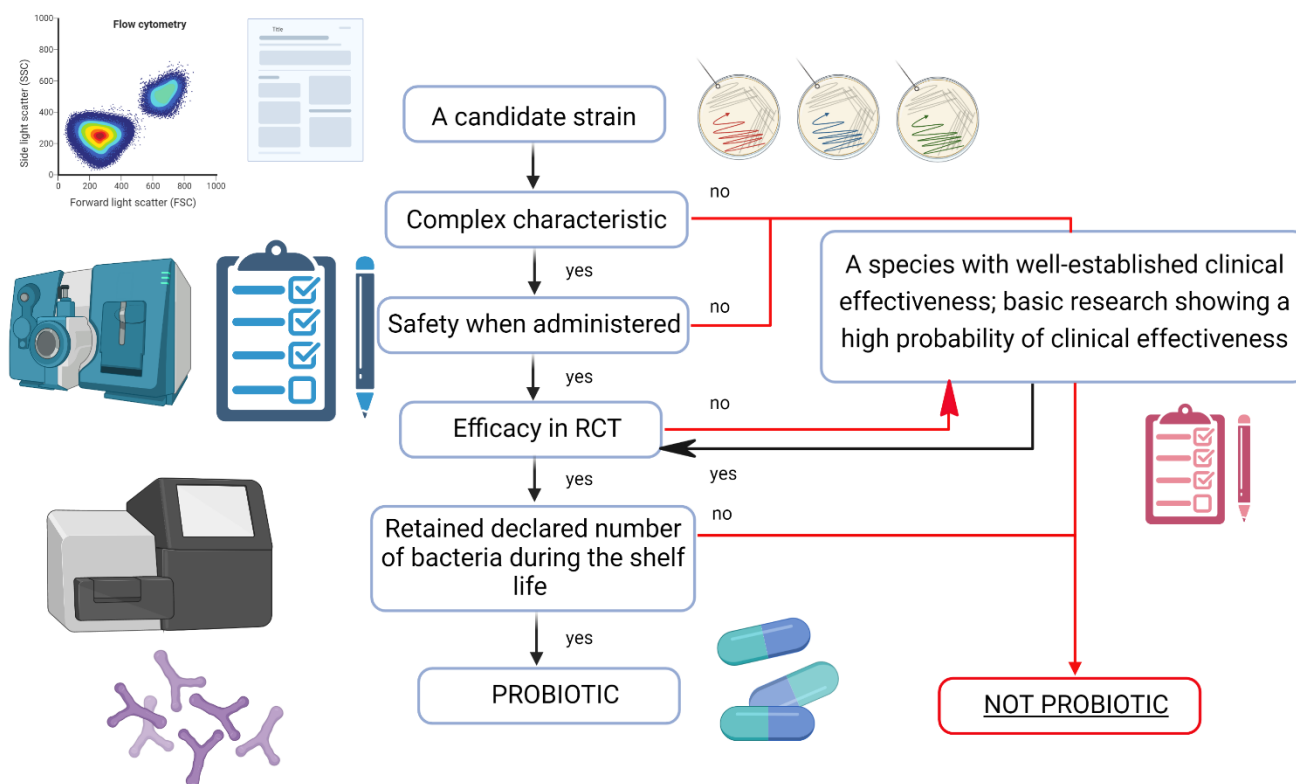 Flow cytometry
1000
800
600
400
200
0
Side light scatter (SSC)
0 200 400 600 800 1000
Forward light scatter (FSC)
Title
A candidate strain
no
Complex characteristic
yes
no
Safety when administered
A species with well-established clinical
effectiveness; basic research showing a
high probability of clinical effectiveness
yes
no
Efficacy in RCT
yes
yes
no
Retained declared number
of bacteria during the shelf
life
yes
PROBIOTIC
NOT PROBIOTIC